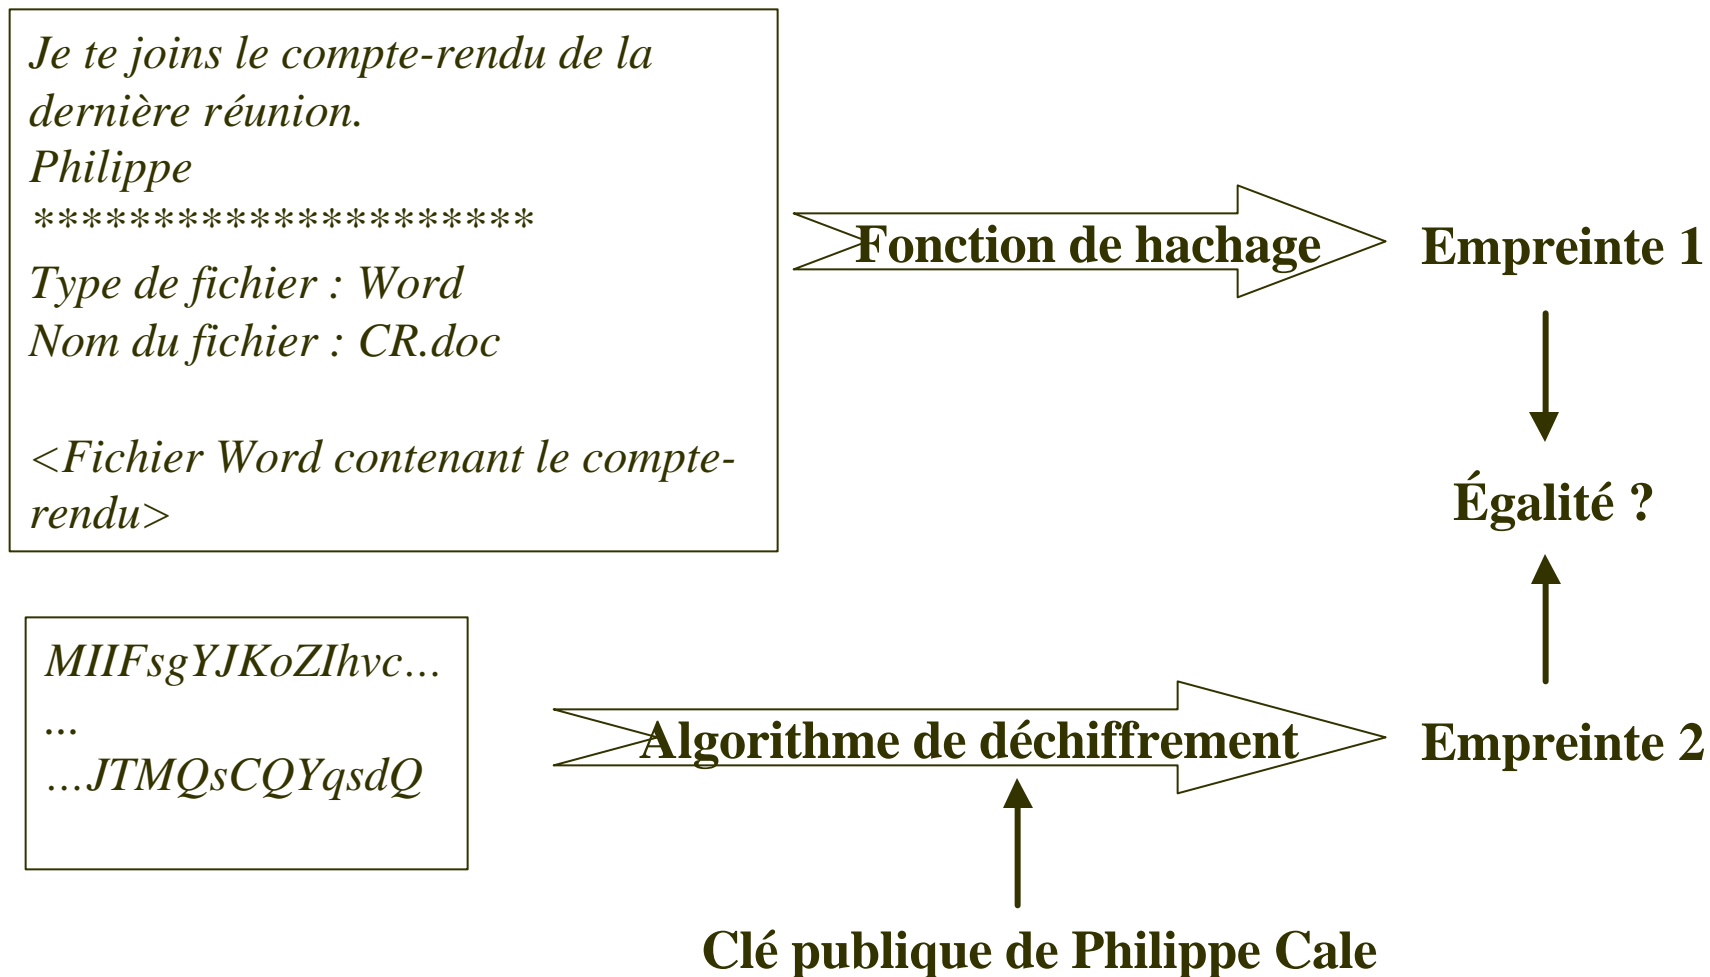 Je te joins le compte-rendu de la
dernière réunion.
Philippe
*********************
Type de fichier : Word
Nom du fichier : CR.doc
<Fichier Word contenant le compte-
rendu>
Fonction de hachage
Empreinte 1
Égalité ?
MIIFsgYJKoZIhvc…
...
…JTMQsCQYqsdQ
Algorithme de déchiffrement
Empreinte 2
Clé publique de Philippe Cale